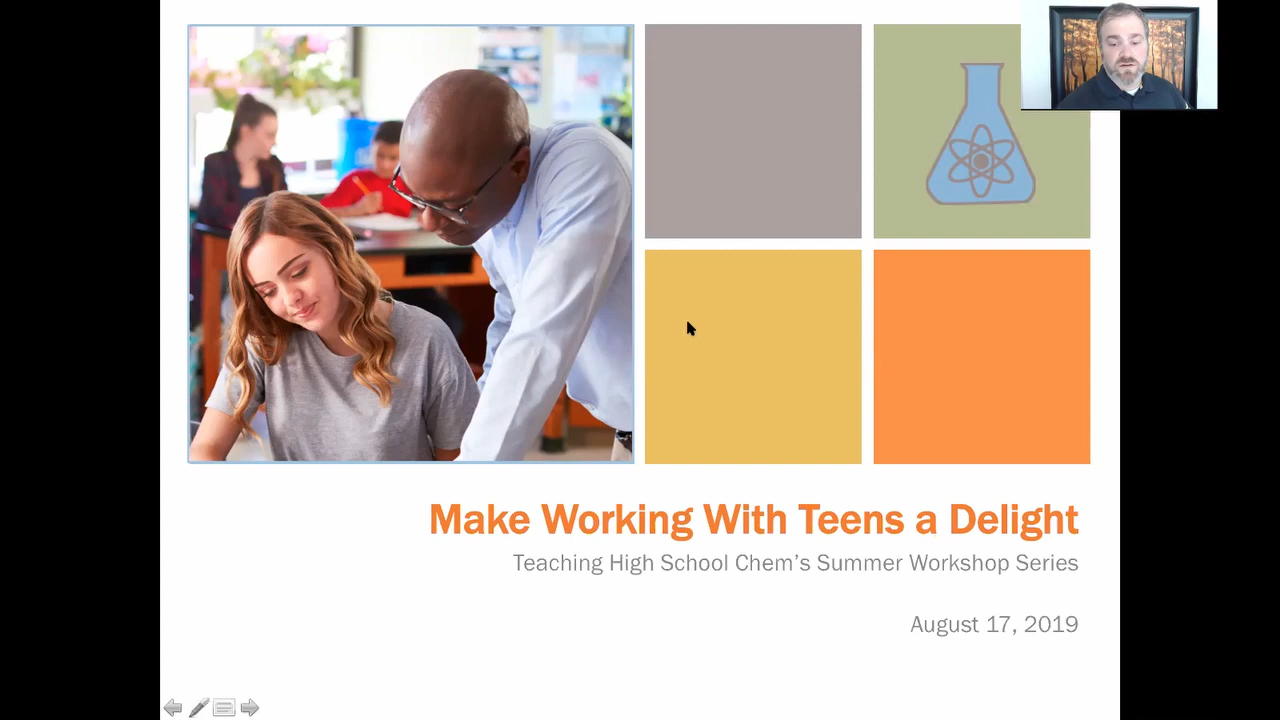 Make Working With Teens a Delight
Teaching High School Chem's Summer Workshop Series
August 17, 2019